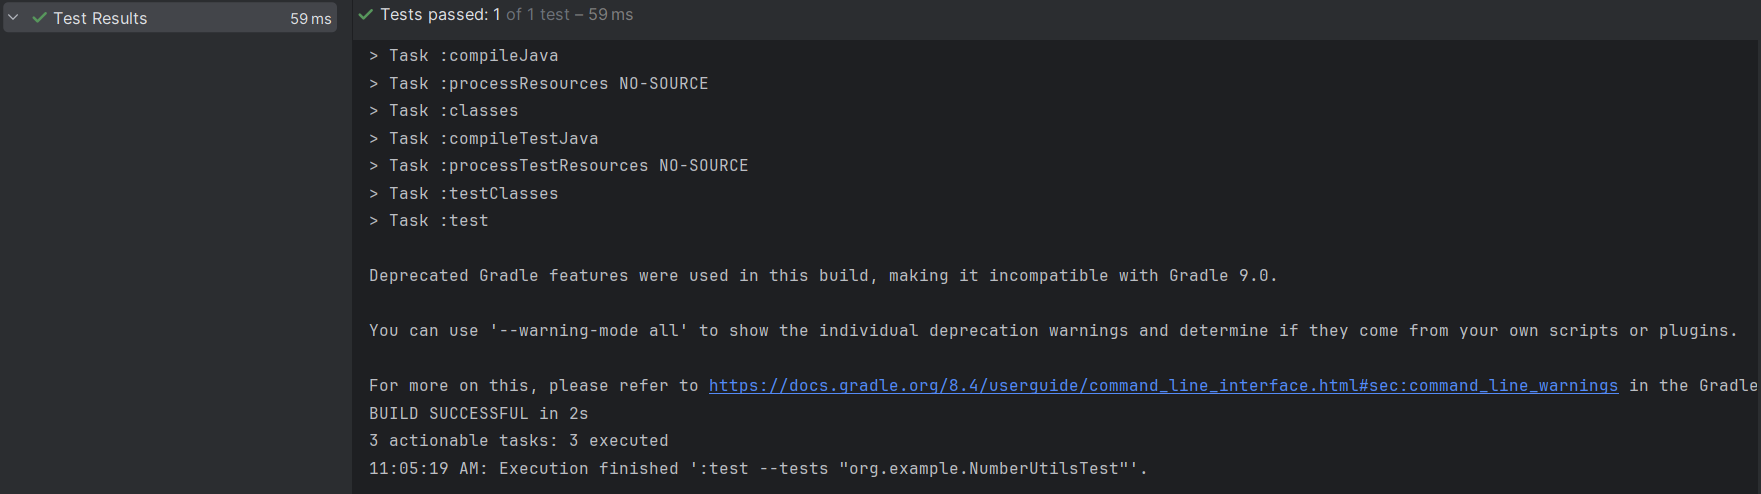 Test Results 59 ms
Tests passed: 1 of 1 test – 59 ms
> Task :compileJava
> Task :processResources NO-SOURCE
> Task :classes
> Task :compileTestJava
> Task :processTestResources NO-SOURCE
> Task :testClasses
> Task :test
Deprecated Gradle features were used in this build, making it incompatible with Gradle 9.0.
You can use '--warning-mode all' to show the individual deprecation warnings and determine if they come from your own scripts or plugins.
For more on this, please refer to https://docs.gradle.org/8.4/userguide/command_line_interface.html#sec:command_line_warnings in the Gradle
BUILD SUCCESSFUL in 2s
3 actionable tasks: 3 executed
11:05:19 AM: Execution finished ':test --tests "org.example.NumberUtilsTest"'.